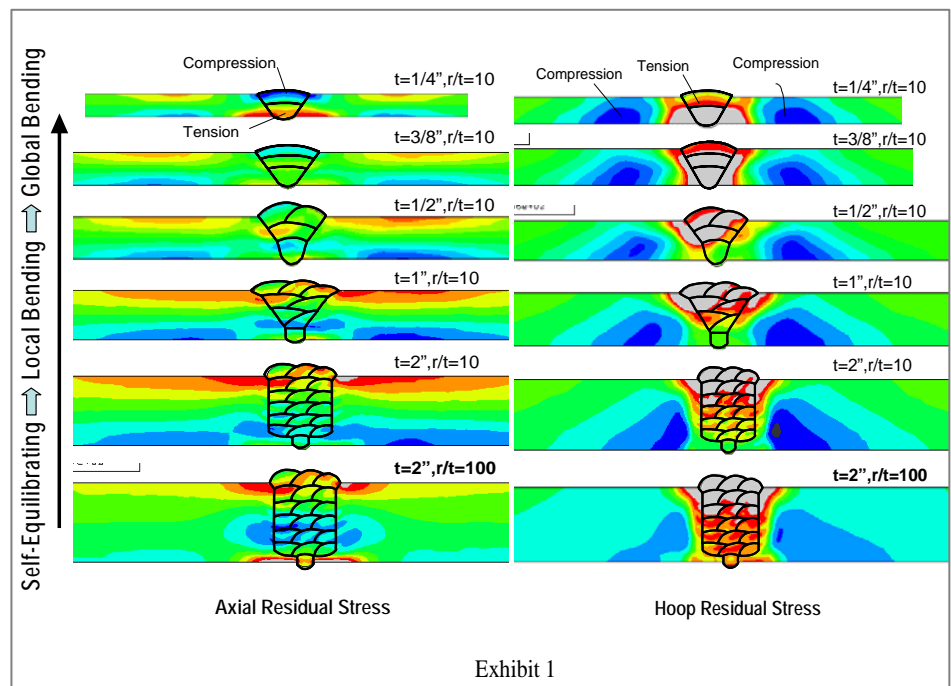 Compression
t=1/4”,r/t=10
Tension
t=3/8”,r/t=10
t=1/2”,r/t=10
t=1”,r/t=10
t=2”,r/t=10
t=2”,r/t=100
Axial Residual Stress
Compression
Tension
Compression
t=1/4”,r/t=10
t=3/8”,r/t=10
t=1/2”,r/t=10
t=1”,r/t=10
t=2”,r/t=10
t=2”,r/t=100
Hoop Residual Stress
Self-Equilibrating ⇨ Local Bending ⇨ Global Bending
Exhibit 1